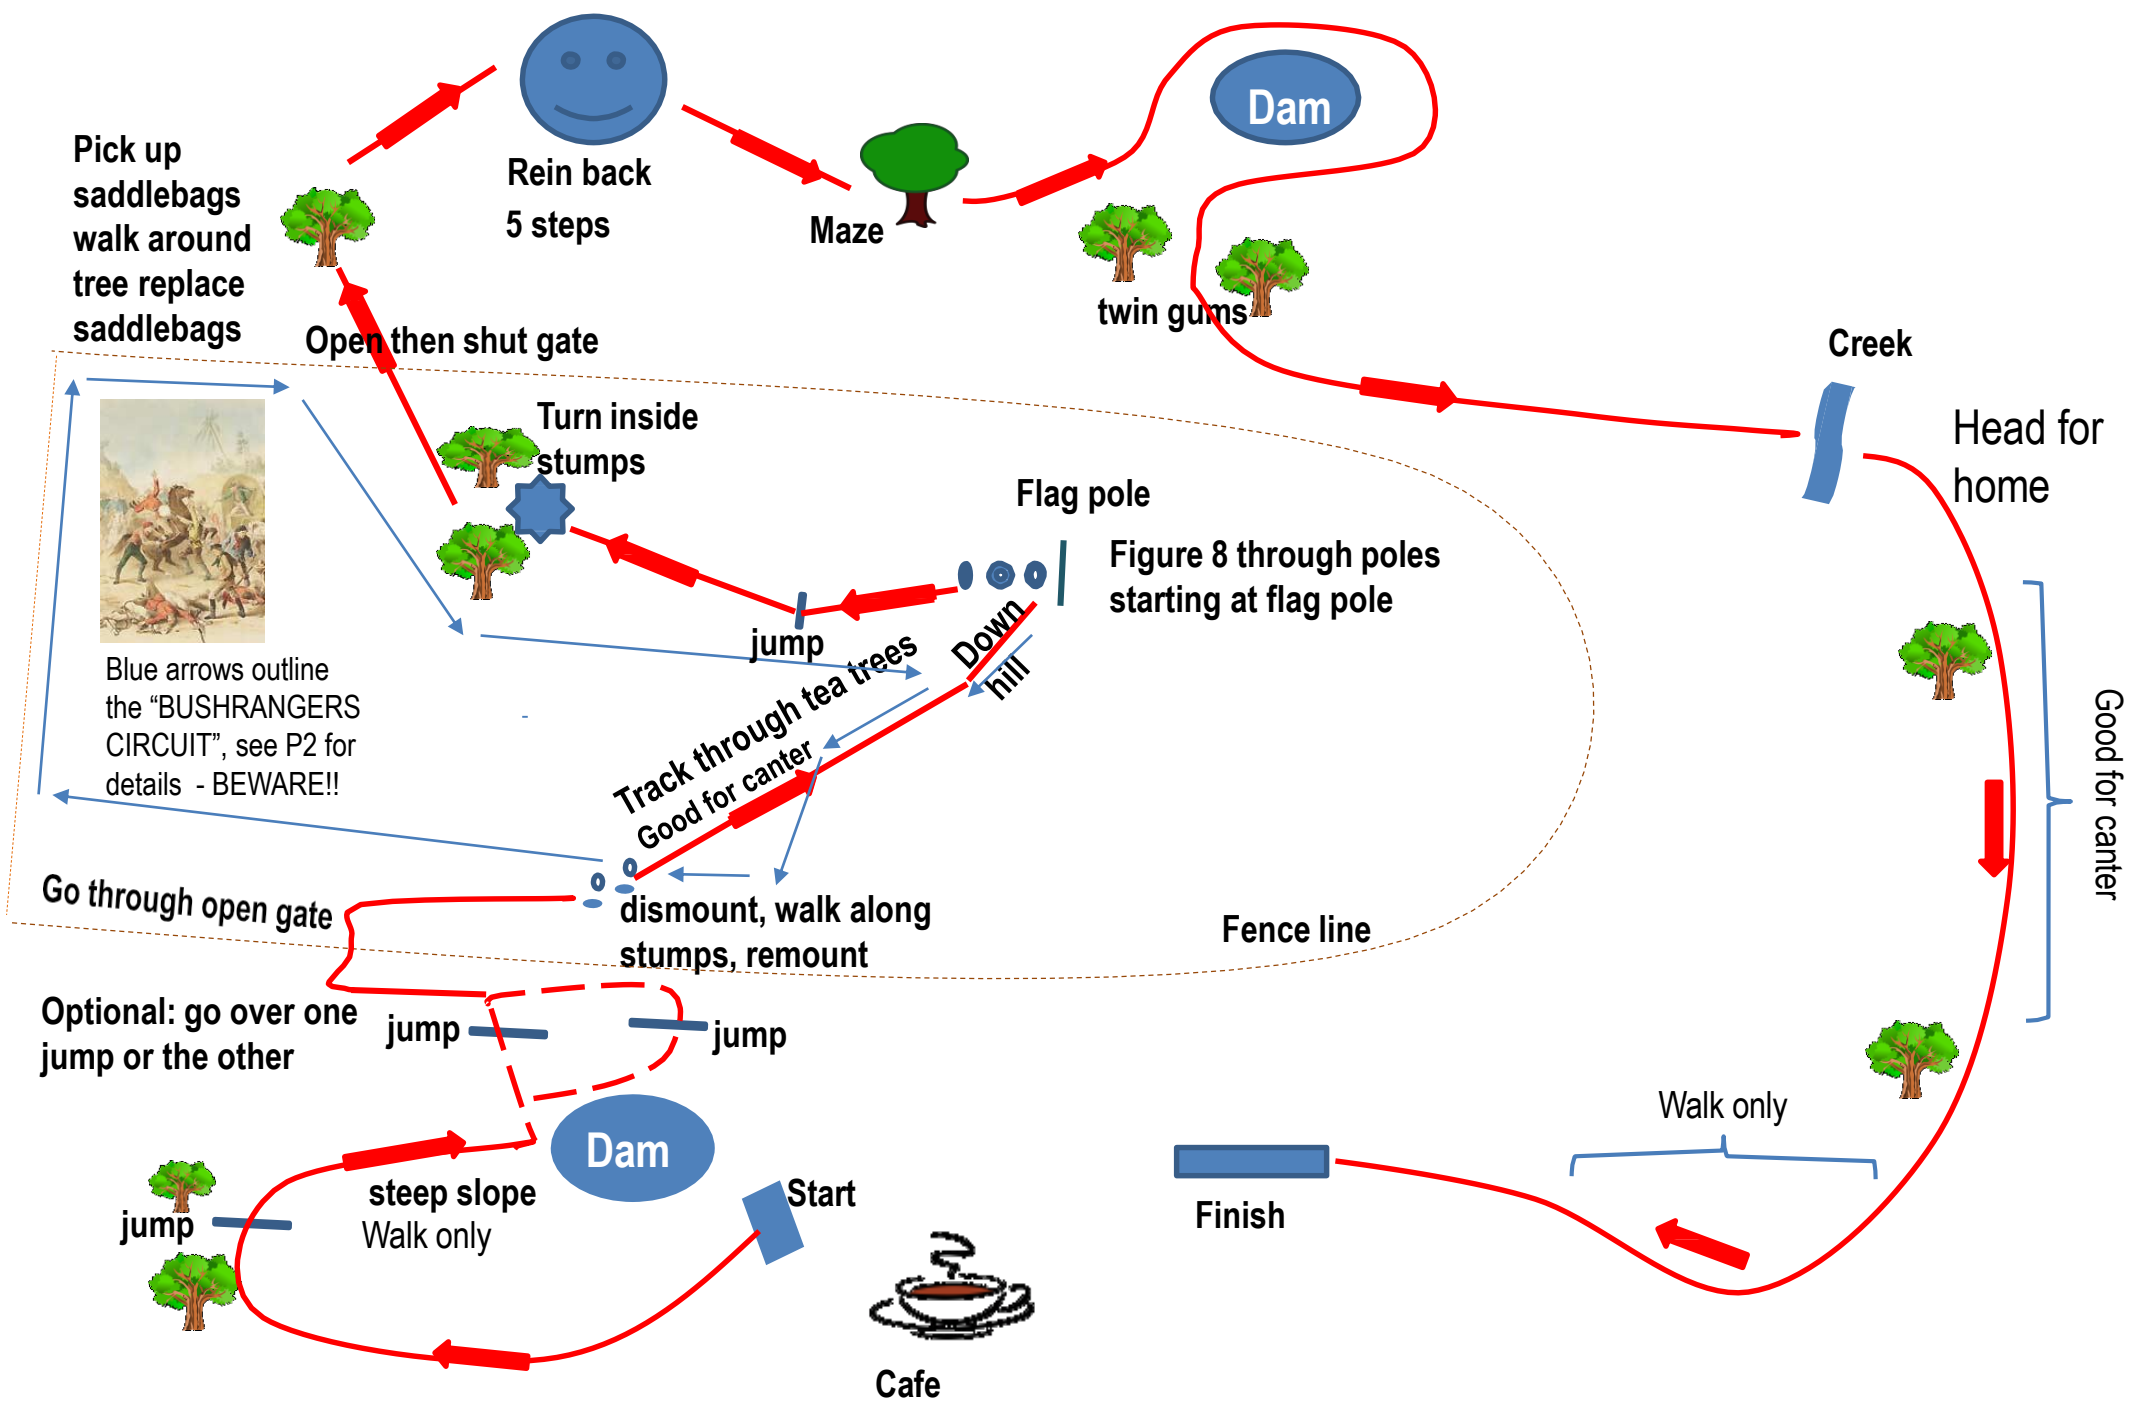 Pick up
saddlebags
walk around
tree replace
saddlebags
Rein back
5 steps
Maze
Dam
twin gums
Creek
Head for
home
Open then shut gate
Turn inside
stumps
Flag pole
Figure 8 through poles
starting at flag pole
jump
Down
hill
Track through tea trees
Good for canter
Blue arrows outline
the “BUSHRANGERS
CIRCUIT”, see P2 for
details - BEWARE!!
Go through open gate
dismount, walk along
stumps, remount
Fence line
Good for canter
Optional: go over one
jump or the other
jump
jump
Dam
Walk only
steep slope
Walk only
jump
Start
Finish
Cafe